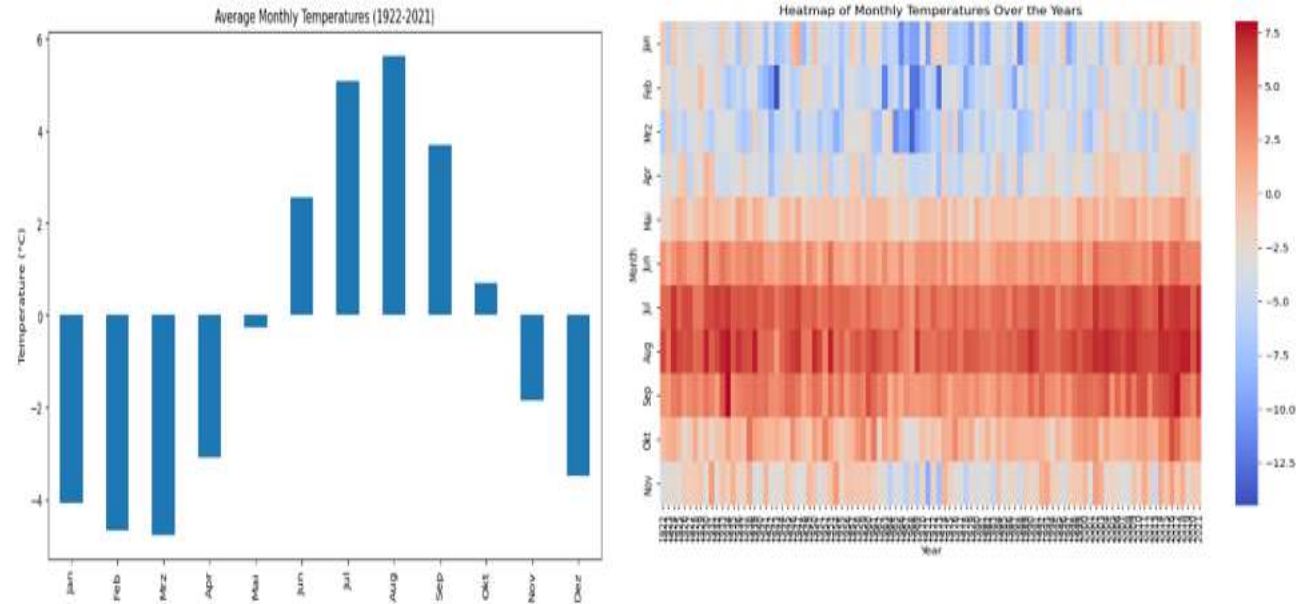 Average Monthly Temperatures (1922-2021)
6
4
2
0
−2
−4
Temperature (°C)
Jan
Feb
Mrz
Apr
Mai
Jun
Jul
Aug
Sep
Okt
Nov
Dez
Heatmap of Monthly Temperatures Over the Years
Jan
Feb
Mrz
Apr
Mai
Jun
Jul
Aug
Sep
Okt
Nov
Month
Year
7.5
5.0
2.5
0.0
−2.5
−5.0
−7.5
−10.0
−12.5